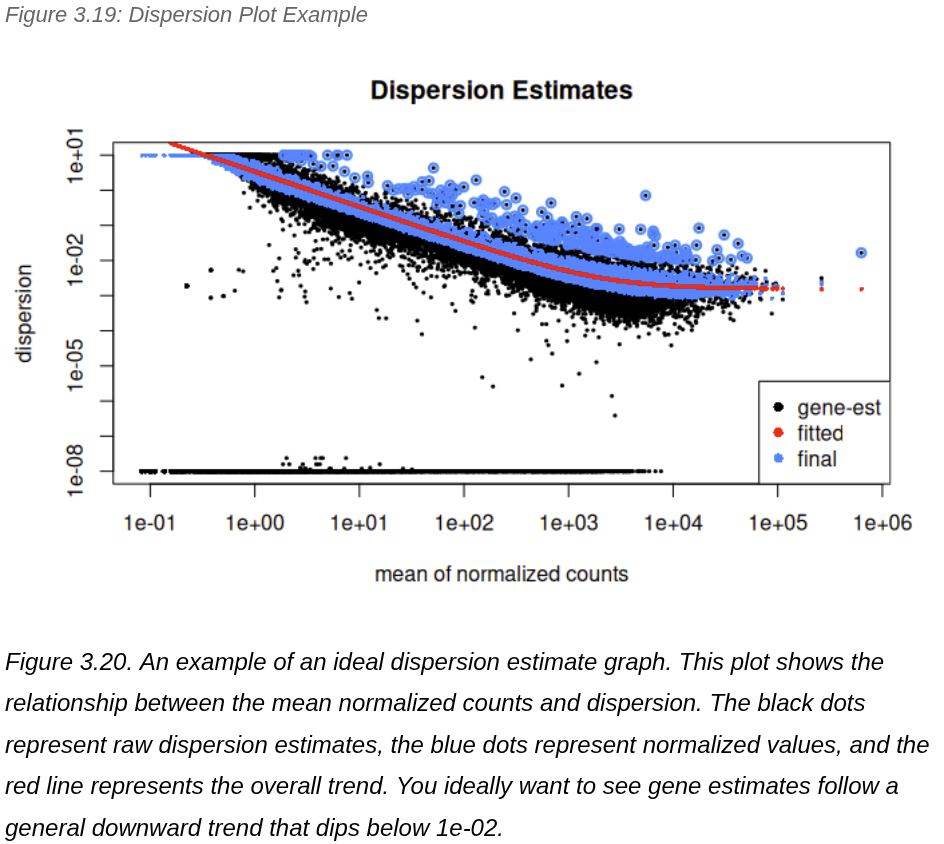 Figure 3.19: Dispersion Plot Example
Dispersion Estimates
1e+01
1e-02
1e-05
1e-08
dispersion
gene-est
fitted
final
1e-01 1e+00 1e+01 1e+02 1e+03 1e+04 1e+05 1e+06
mean of normalized counts
Figure 3.20. An example of an ideal dispersion estimate graph. This plot shows the
relationship between the mean normalized counts and dispersion. The black dots
represent raw dispersion estimates, the blue dots represent normalized values, and the
red line represents the overall trend. You ideally want to see gene estimates follow a
general downward trend that dips below 1e-02.